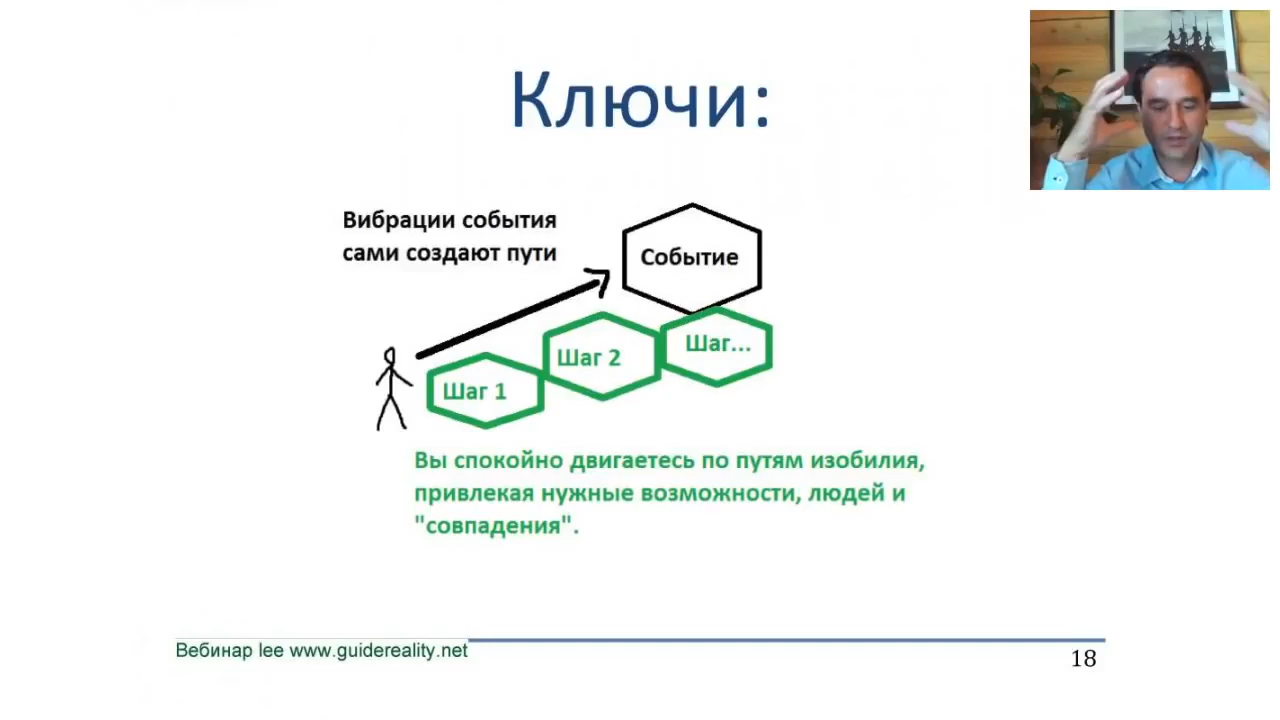 Ключи:
Вибрации события
сами создают пути
Событие
Шаг...
Шаг 2
Шаг 1
Вы спокойно двигаетесь по путям изобилия,
привлекая нужные возможности, людей и
"совпадения".
Вебинар lee www.guidereality.net
18